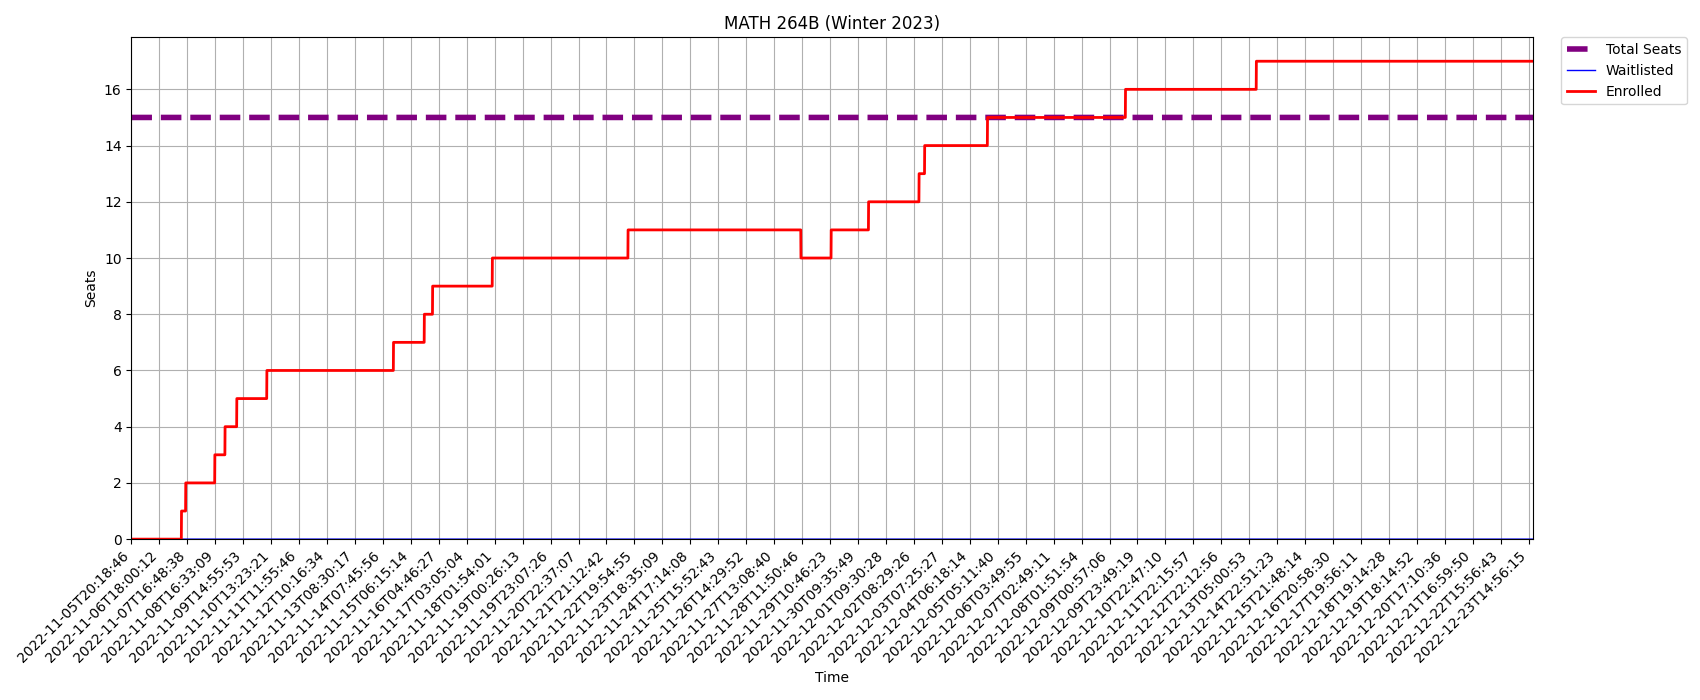 MATH 264B (Winter 2023)
Total Seats
Waitlisted
Enrolled
Seats
16
14
12
10
8
6
4
2
0
2022-11-05T20:18:46
2022-11-06T18:00:12
2022-11-07T16:48:38
2022-11-08T16:33:09
2022-11-09T14:55:53
2022-11-10T13:23:21
2022-11-11T11:55:46
2022-11-12T10:16:34
2022-11-13T08:30:17
2022-11-14T07:45:56
2022-11-15T06:15:14
2022-11-16T04:46:27
2022-11-17T03:05:04
2022-11-18T01:54:01
2022-11-19T00:26:13
2022-11-19T23:07:26
2022-11-20T22:37:07
2022-11-21T21:12:42
2022-11-22T19:54:55
2022-11-23T18:35:09
2022-11-24T17:14:08
2022-11-25T15:52:43
2022-11-26T14:29:52
2022-11-27T13:08:40
2022-11-28T11:50:46
2022-11-29T10:46:23
2022-11-30T09:35:49
2022-12-01T09:30:28
2022-12-02T08:29:26
2022-12-03T07:25:27
2022-12-04T06:18:14
2022-12-05T05:11:40
2022-12-06T03:49:55
2022-12-07T02:49:11
2022-12-08T01:51:54
2022-12-09T00:57:06
2022-12-09T23:49:19
2022-12-10T22:47:10
2022-12-11T22:15:57
2022-12-12T22:12:56
2022-12-13T05:00:53
2022-12-14T22:51:23
2022-12-15T21:48:14
2022-12-16T20:58:30
2022-12-17T19:56:11
2022-12-18T19:14:28
2022-12-19T18:14:52
2022-12-20T17:10:36
2022-12-21T16:59:50
2022-12-22T15:56:43
2022-12-23T14:56:15
Time